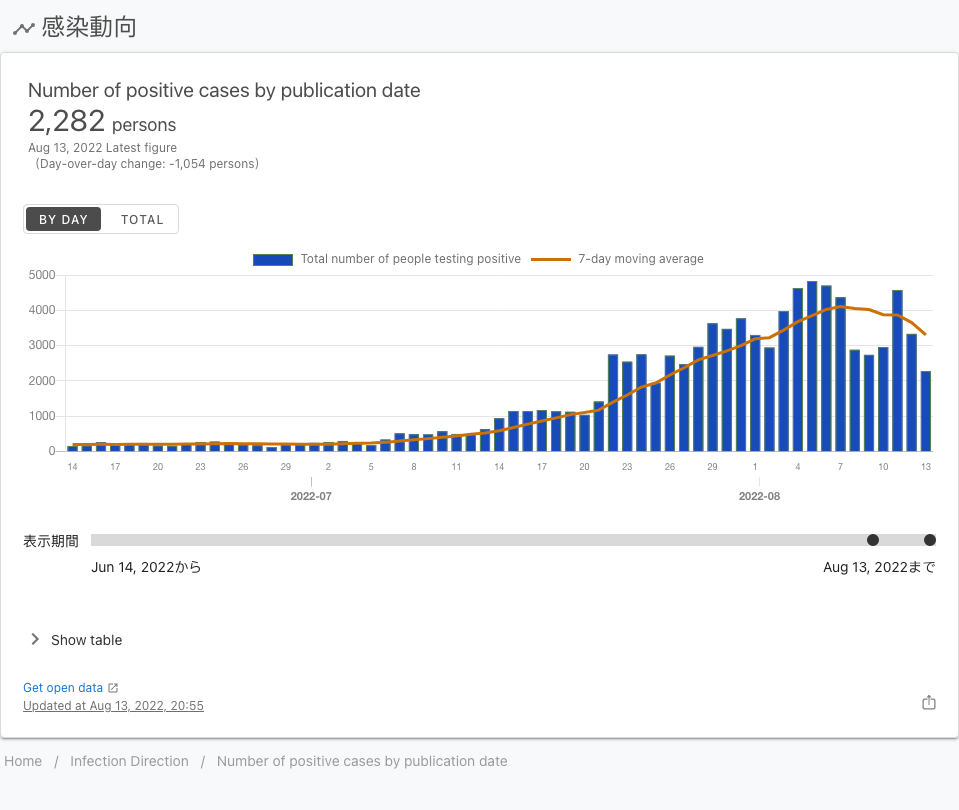 感染動向
Number of positive cases by publication date
2,282 persons
Aug 13, 2022 Latest figure
(Day-over-day change: -1,054 persons)
BY DAY TOTAL
Total number of people testing positive 7-day moving average
5000
4000
3000
2000
1000
0
14 17 20 23 26 29 2 5 8 11 14 17 20 23 26 29 1 4 7 10 13
2022-07 2022-08
表示期間
Jun 14, 2022から Aug 13, 2022まで
Show table
Get open data
Updated at Aug 13, 2022, 20:55
Home / Infection Direction / Number of positive cases by publication date